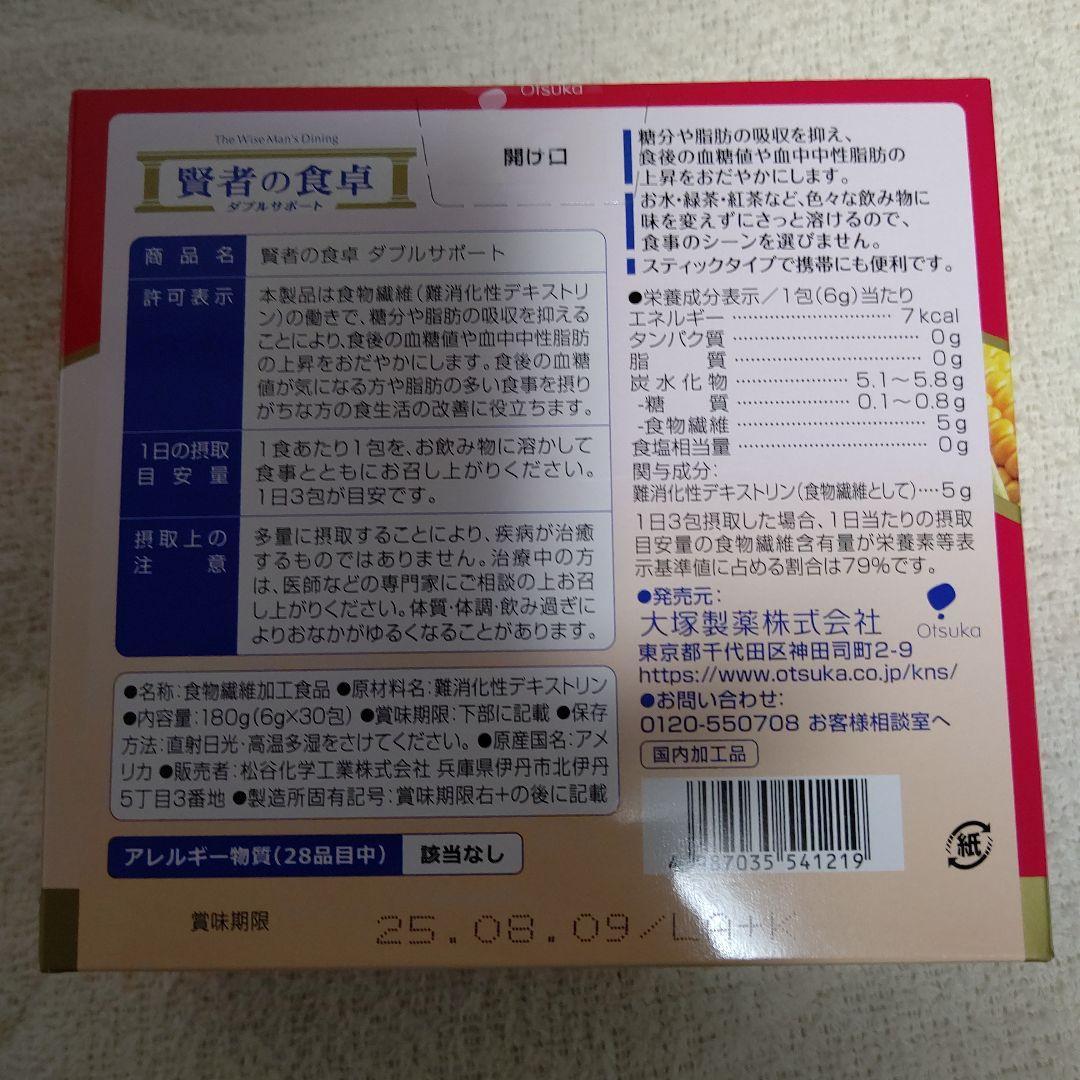 Otsuka
The Wise Man's Dining
賢者の食卓
ダブルサポート
開け口
商品名
賢者の食卓 ダブルサポート
許可表示
本製品は食物繊維(難消化性デキストリ
ン)の働きで、糖分や脂肪の吸収を抑える
ことにより、食後の血糖値や血中中性脂肪
の上昇をおだやかにします。食後の血糖
値が気になる方や脂肪の多い食事を摂り
がちな方の食生活の改善に役立ちます。
1日の摂取
目安量
1食あたり1包を、お飲み物に溶かして
食事とともにお召し上がりください。
1日3包が目安です。
摂取上の
注意
多量に摂取することにより、疾病が治癒
するものではありません。治療中の方
は、医師などの専門家にご相談の上お召
し上がりください。体質・体調・飲み過ぎに
よりおなかがゆるくなることがあります。
●名称:食物繊維加工食品 ●原材料名:難消化性デキストリン
●内容量:180g(6g×30包) ●賞味期限:下部に記載 ●保存
方法:直射日光・高温多湿をさけてください。 ●原産国名:アメ
リカ ●販売者:松谷化学工業株式会社 兵庫県伊丹市北伊丹
5丁目3番地 ●製造所固有記号:賞味期限右+の後に記載
アレルギー物質(28品目中) 該当なし
糖分や脂肪の吸収を抑え、
食後の血糖値や血中中性脂肪の
上昇をおだやかにします。
お水・緑茶・紅茶など、色々な飲み物に
味を変えずにさっと溶けるので、
食事のシーンを選びません。
スティックタイプで携帯にも便利です。
●栄養成分表示/1包(6g)当たり
エネルギー 7kcal
タンパク質 0g
脂質 0g
炭水化物 5.1~5.8g
-糖質 0.1~0.8g
-食物繊維 5g
食塩相当量 0g
関与成分:
難消化性デキストリン(食物繊維として)‥‥5g
1日3包摂取した場合、1日当たりの摂取
目安量の食物繊維含有量が栄養素等表
示基準値に占める割合は79%です。
●発売元:
大塚製薬株式会社
Otsuka
東京都千代田区神田司町2-9
https://www.otsuka.co.jp/kns/
●お問い合わせ:
0120-550708 お客様相談室へ
国内加工品
4 987035 541219
紙
賞味期限
25.08.09/LA+K